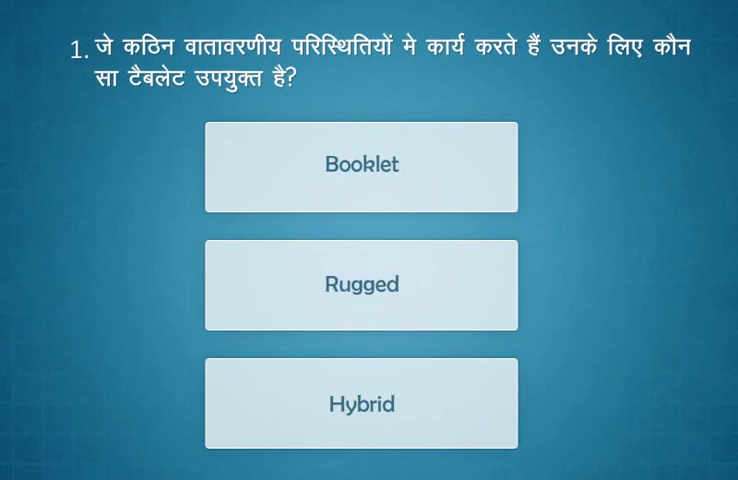 1. जे कठिन वातावरणीय परिस्थितियों मे कार्य करते हैं उनके लिए कौन
सा टैबलेट उपयुक्त है?
Booklet
Rugged
Hybrid